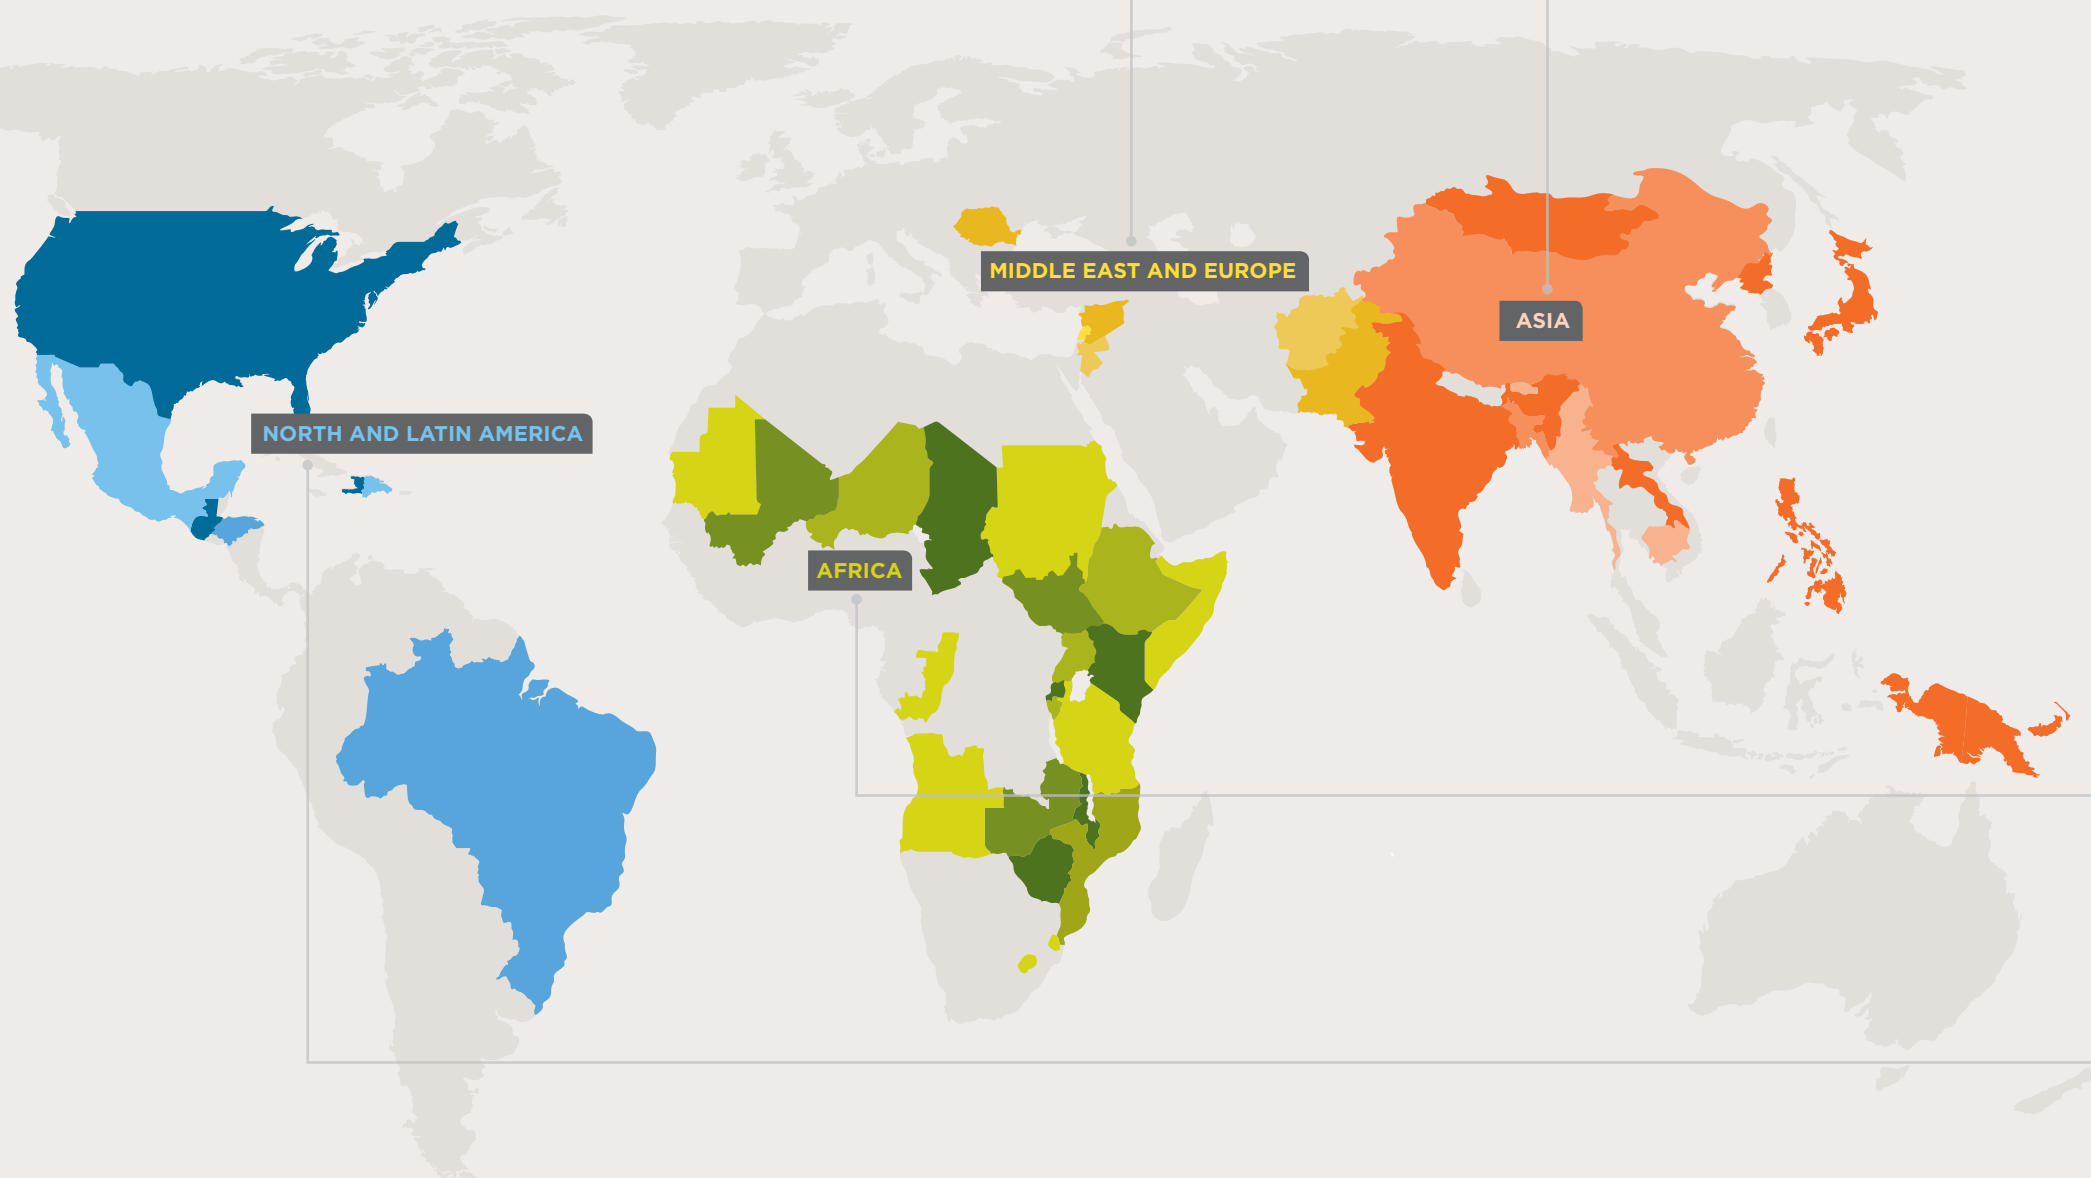 MIDDLE EAST AND EUROPE
ASIA
NORTH AND LATIN AMERICA
AFRICA